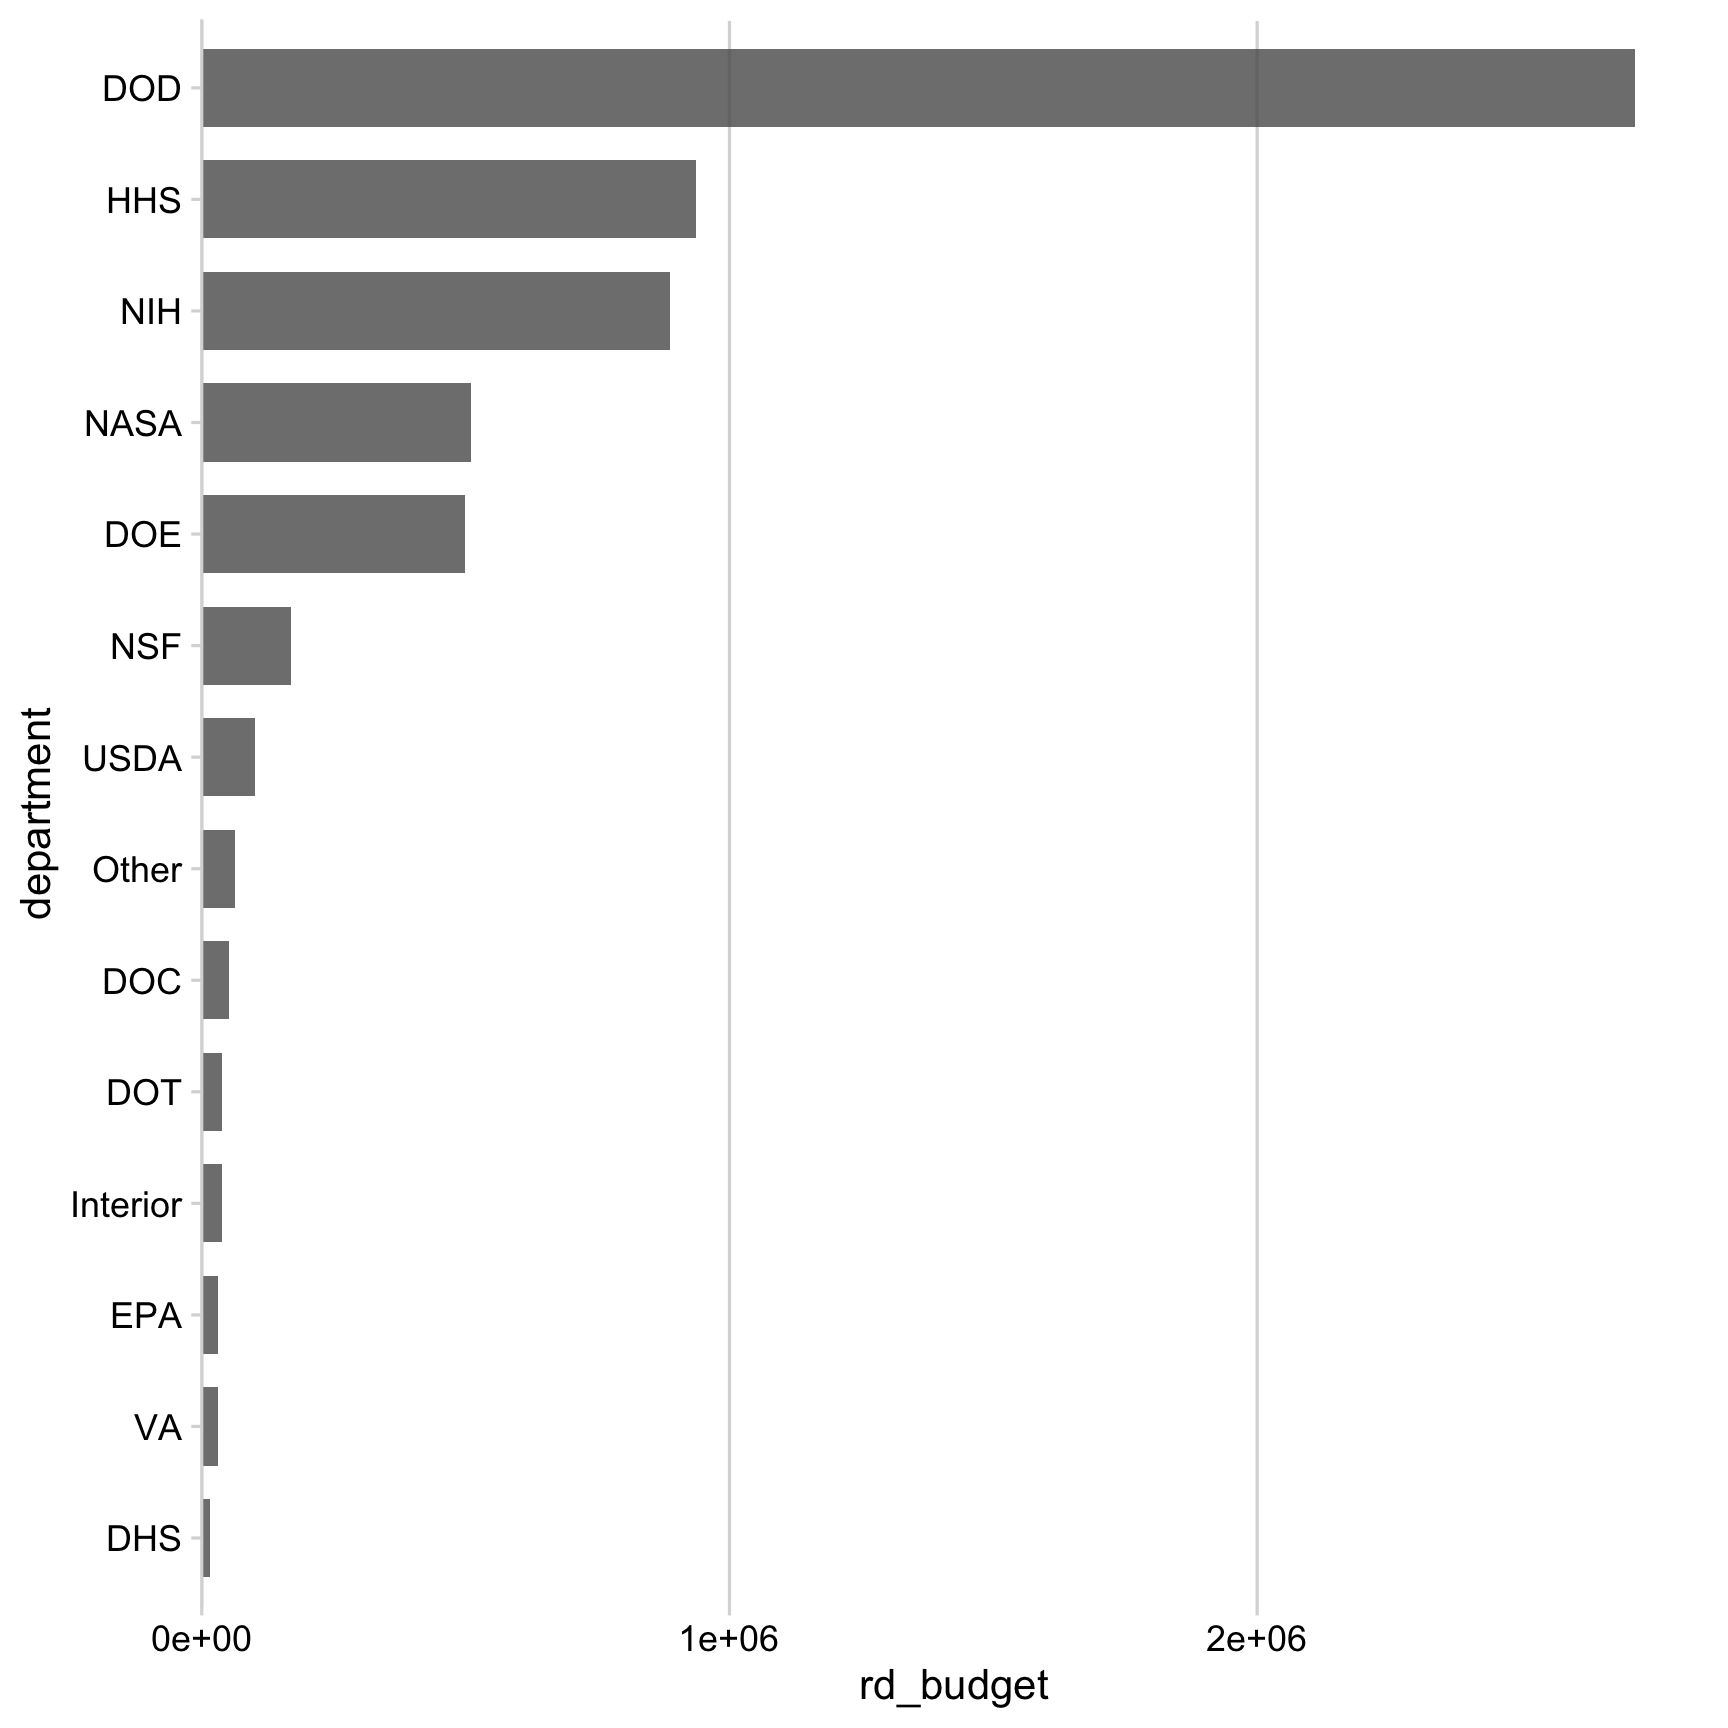 DOD
HHS
NIH
NASA
DOE
NSF
USDA
Other
DOC
DOT
Interior
EPA
VA
DHS
department
0e+00 1e+06 2e+06
rd_budget